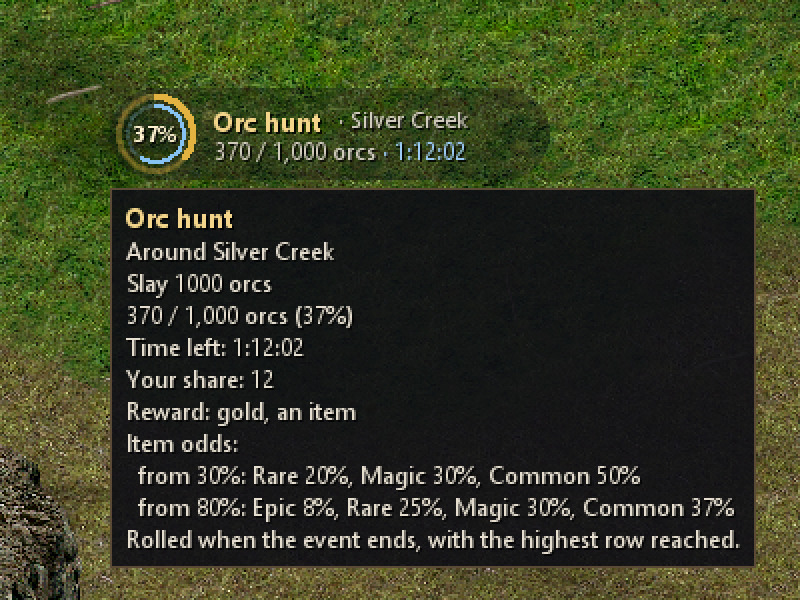 37%
Orc hunt · Silver Creek
370 / 1,000 orcs · 1:12:02
Orc hunt
Around Silver Creek
Slay 1000 orcs
370 / 1,000 orcs (37%)
Time left: 1:12:02
Your share: 12
Reward: gold, an item
Item odds:
from 30%: Rare 20%, Magic 30%, Common 50%
from 80%: Epic 8%, Rare 25%, Magic 30%, Common 37%
Rolled when the event ends, with the highest row reached.